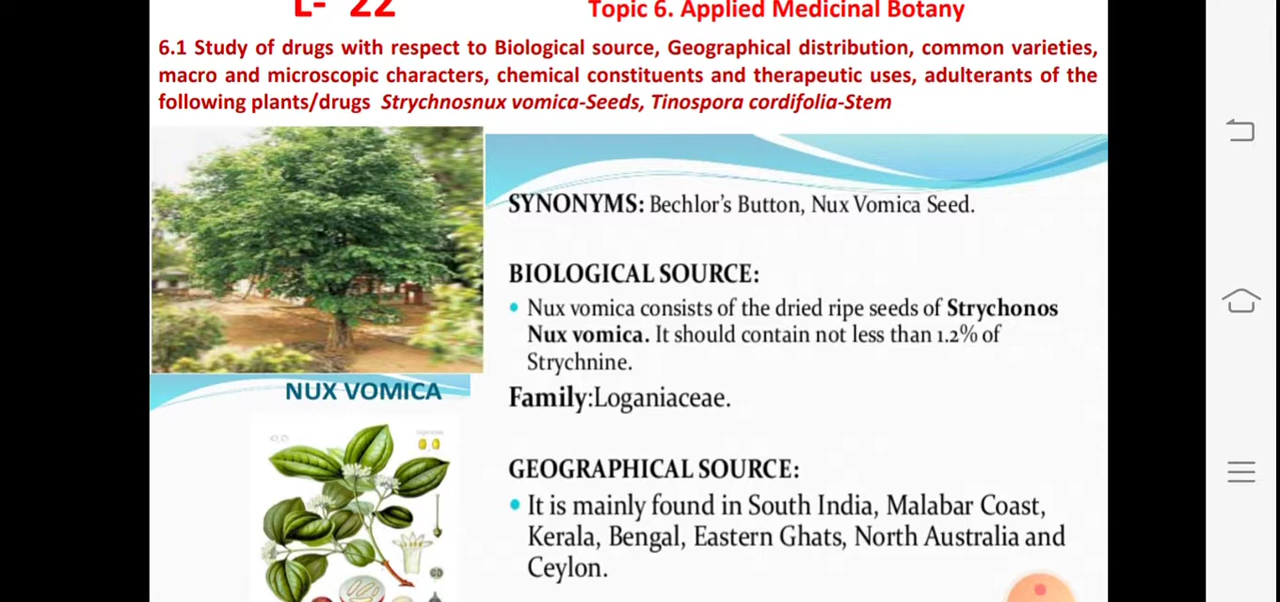 L- 22
Topic 6. Applied Medicinal Botany
6.1 Study of drugs with respect to Biological source, Geographical distribution, common varieties,
macro and microscopic characters, chemical constituents and therapeutic uses, adulterants of the
following plants/drugs Strychnosnux vomica-Seeds, Tinospora cordifolia-Stem
SYNONYMS: Bechlor's Button, Nux Vomica Seed.
BIOLOGICAL SOURCE:
• Nux vomica consists of the dried ripe seeds of Strychonos
Nux vomica. It should contain not less than 1.2% of
Strychnine.
Family:Loganiaceae.
NUX VOMICA
GEOGRAPHICAL SOURCE:
• It is mainly found in South India, Malabar Coast,
Kerala, Bengal, Eastern Ghats, North Australia and
Ceylon.